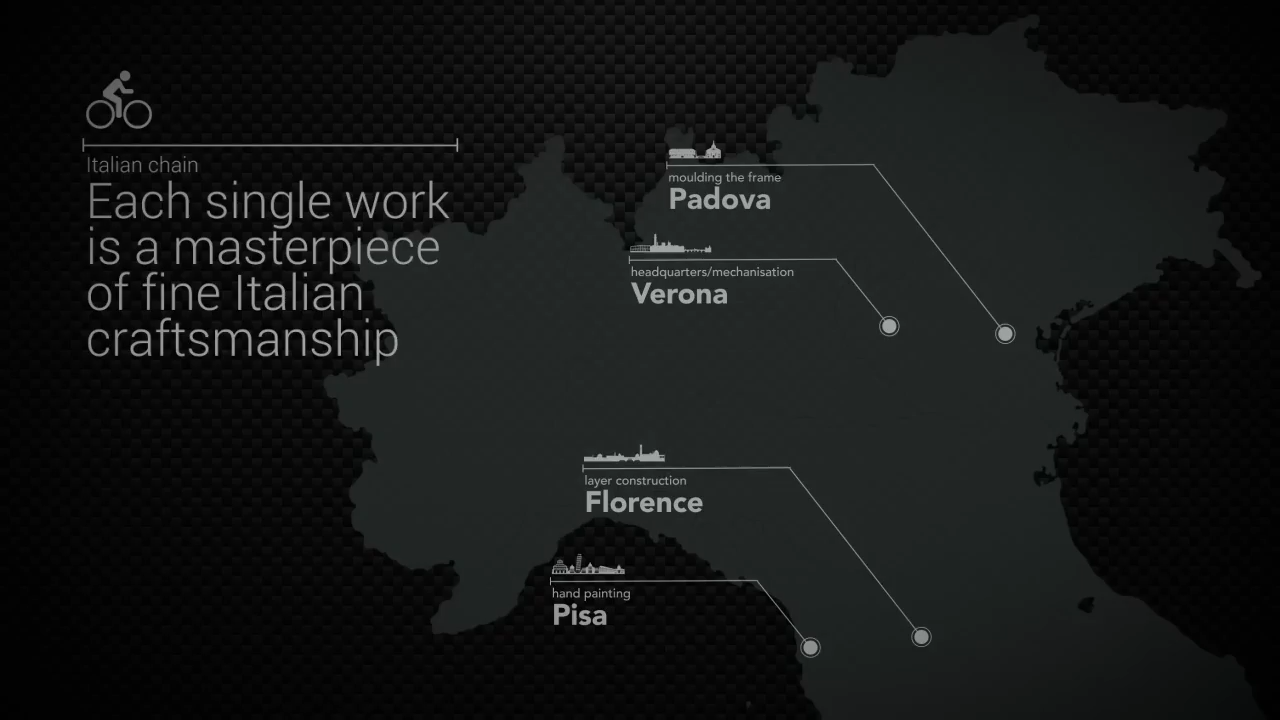 Italian chain
Each single work
is a masterpiece
of fine Italian
craftsmanship
moulding the frame
Padova
headquarters/mechanisation
Verona
layer construction
Florence
hand painting
Pisa